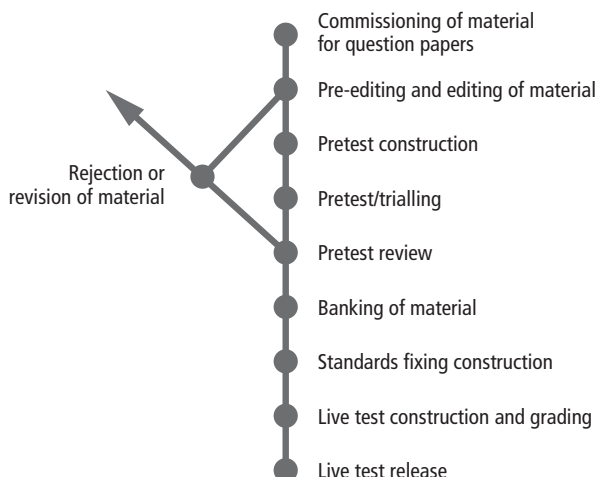 Commissioning of material
for question papers
Pre-editing and editing of material
Pretest construction
Rejection or
revision of material
Pretest/trialling
Pretest review
Banking of material
Standards fixing construction
Live test construction and grading
Live test release